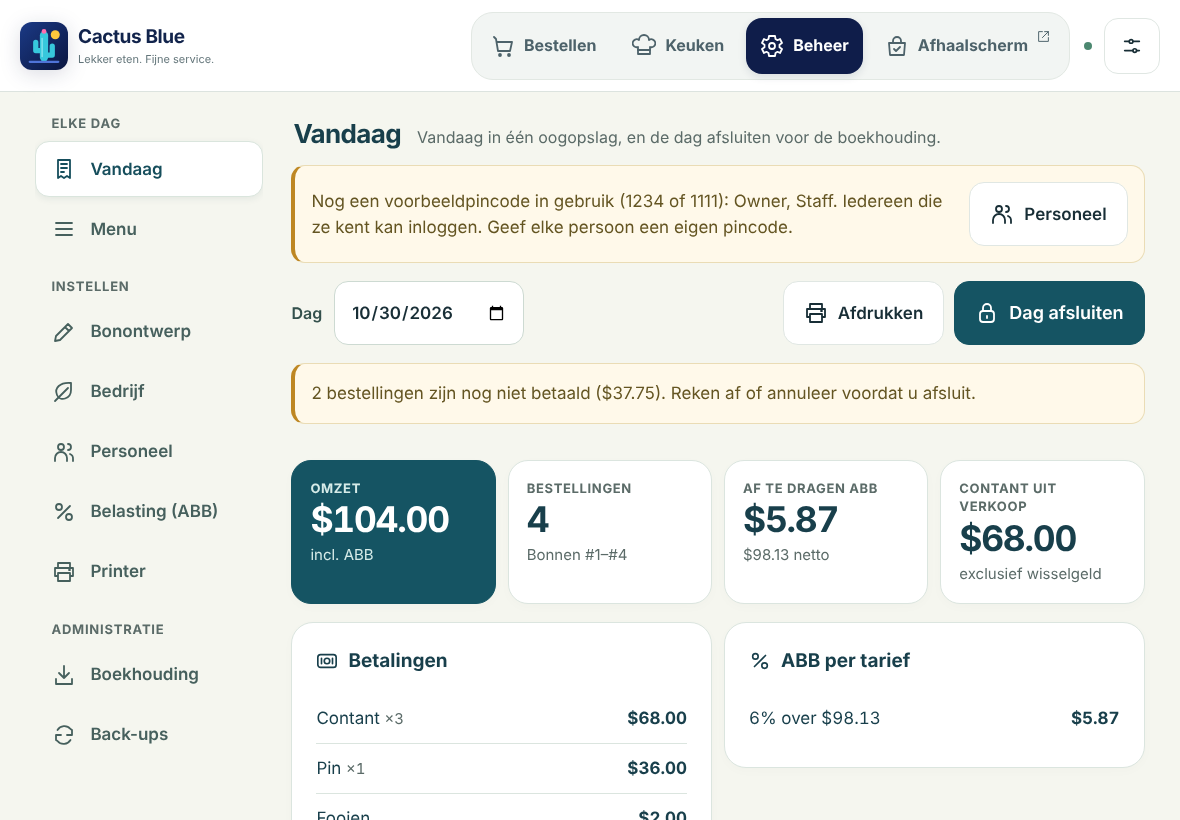 Cactus Blue
Lekker eten. Fijne service.
Bestellen
Keuken
Beheer
Afhaalscherm
ELKE DAG
Vandaag
Menu
INSTELLEN
Bonontwerp
Bedrijf
Personeel
Belasting (ABB)
Printer
ADMINISTRATIE
Boekhouding
Back-ups
Vandaag
Vandaag in één oogopslag, en de dag afsluiten voor de boekhouding.
Nog een voorbeeldpincode in gebruik (1234 of 1111): Owner, Staff. Iedereen die
ze kent kan inloggen. Geef elke persoon een eigen pincode.
Personeel
Dag
10/30/2026
Afdrukken
Dag afsluiten
2 bestellingen zijn nog niet betaald ($37.75). Reken af of annuleer voordat u afsluit.
OMZET
$104.00
incl. ABB
BESTELLINGEN
4
Bonnen #1–#4
AF TE DRAGEN ABB
$5.87
$98.13 netto
CONTANT UIT
VERKOOP
$68.00
exclusief wisselgeld
Betalingen
Contant ×3 $68.00
Pin ×1 $36.00
Fooien $2.00
ABB per tarief
6% over $98.13 $5.87